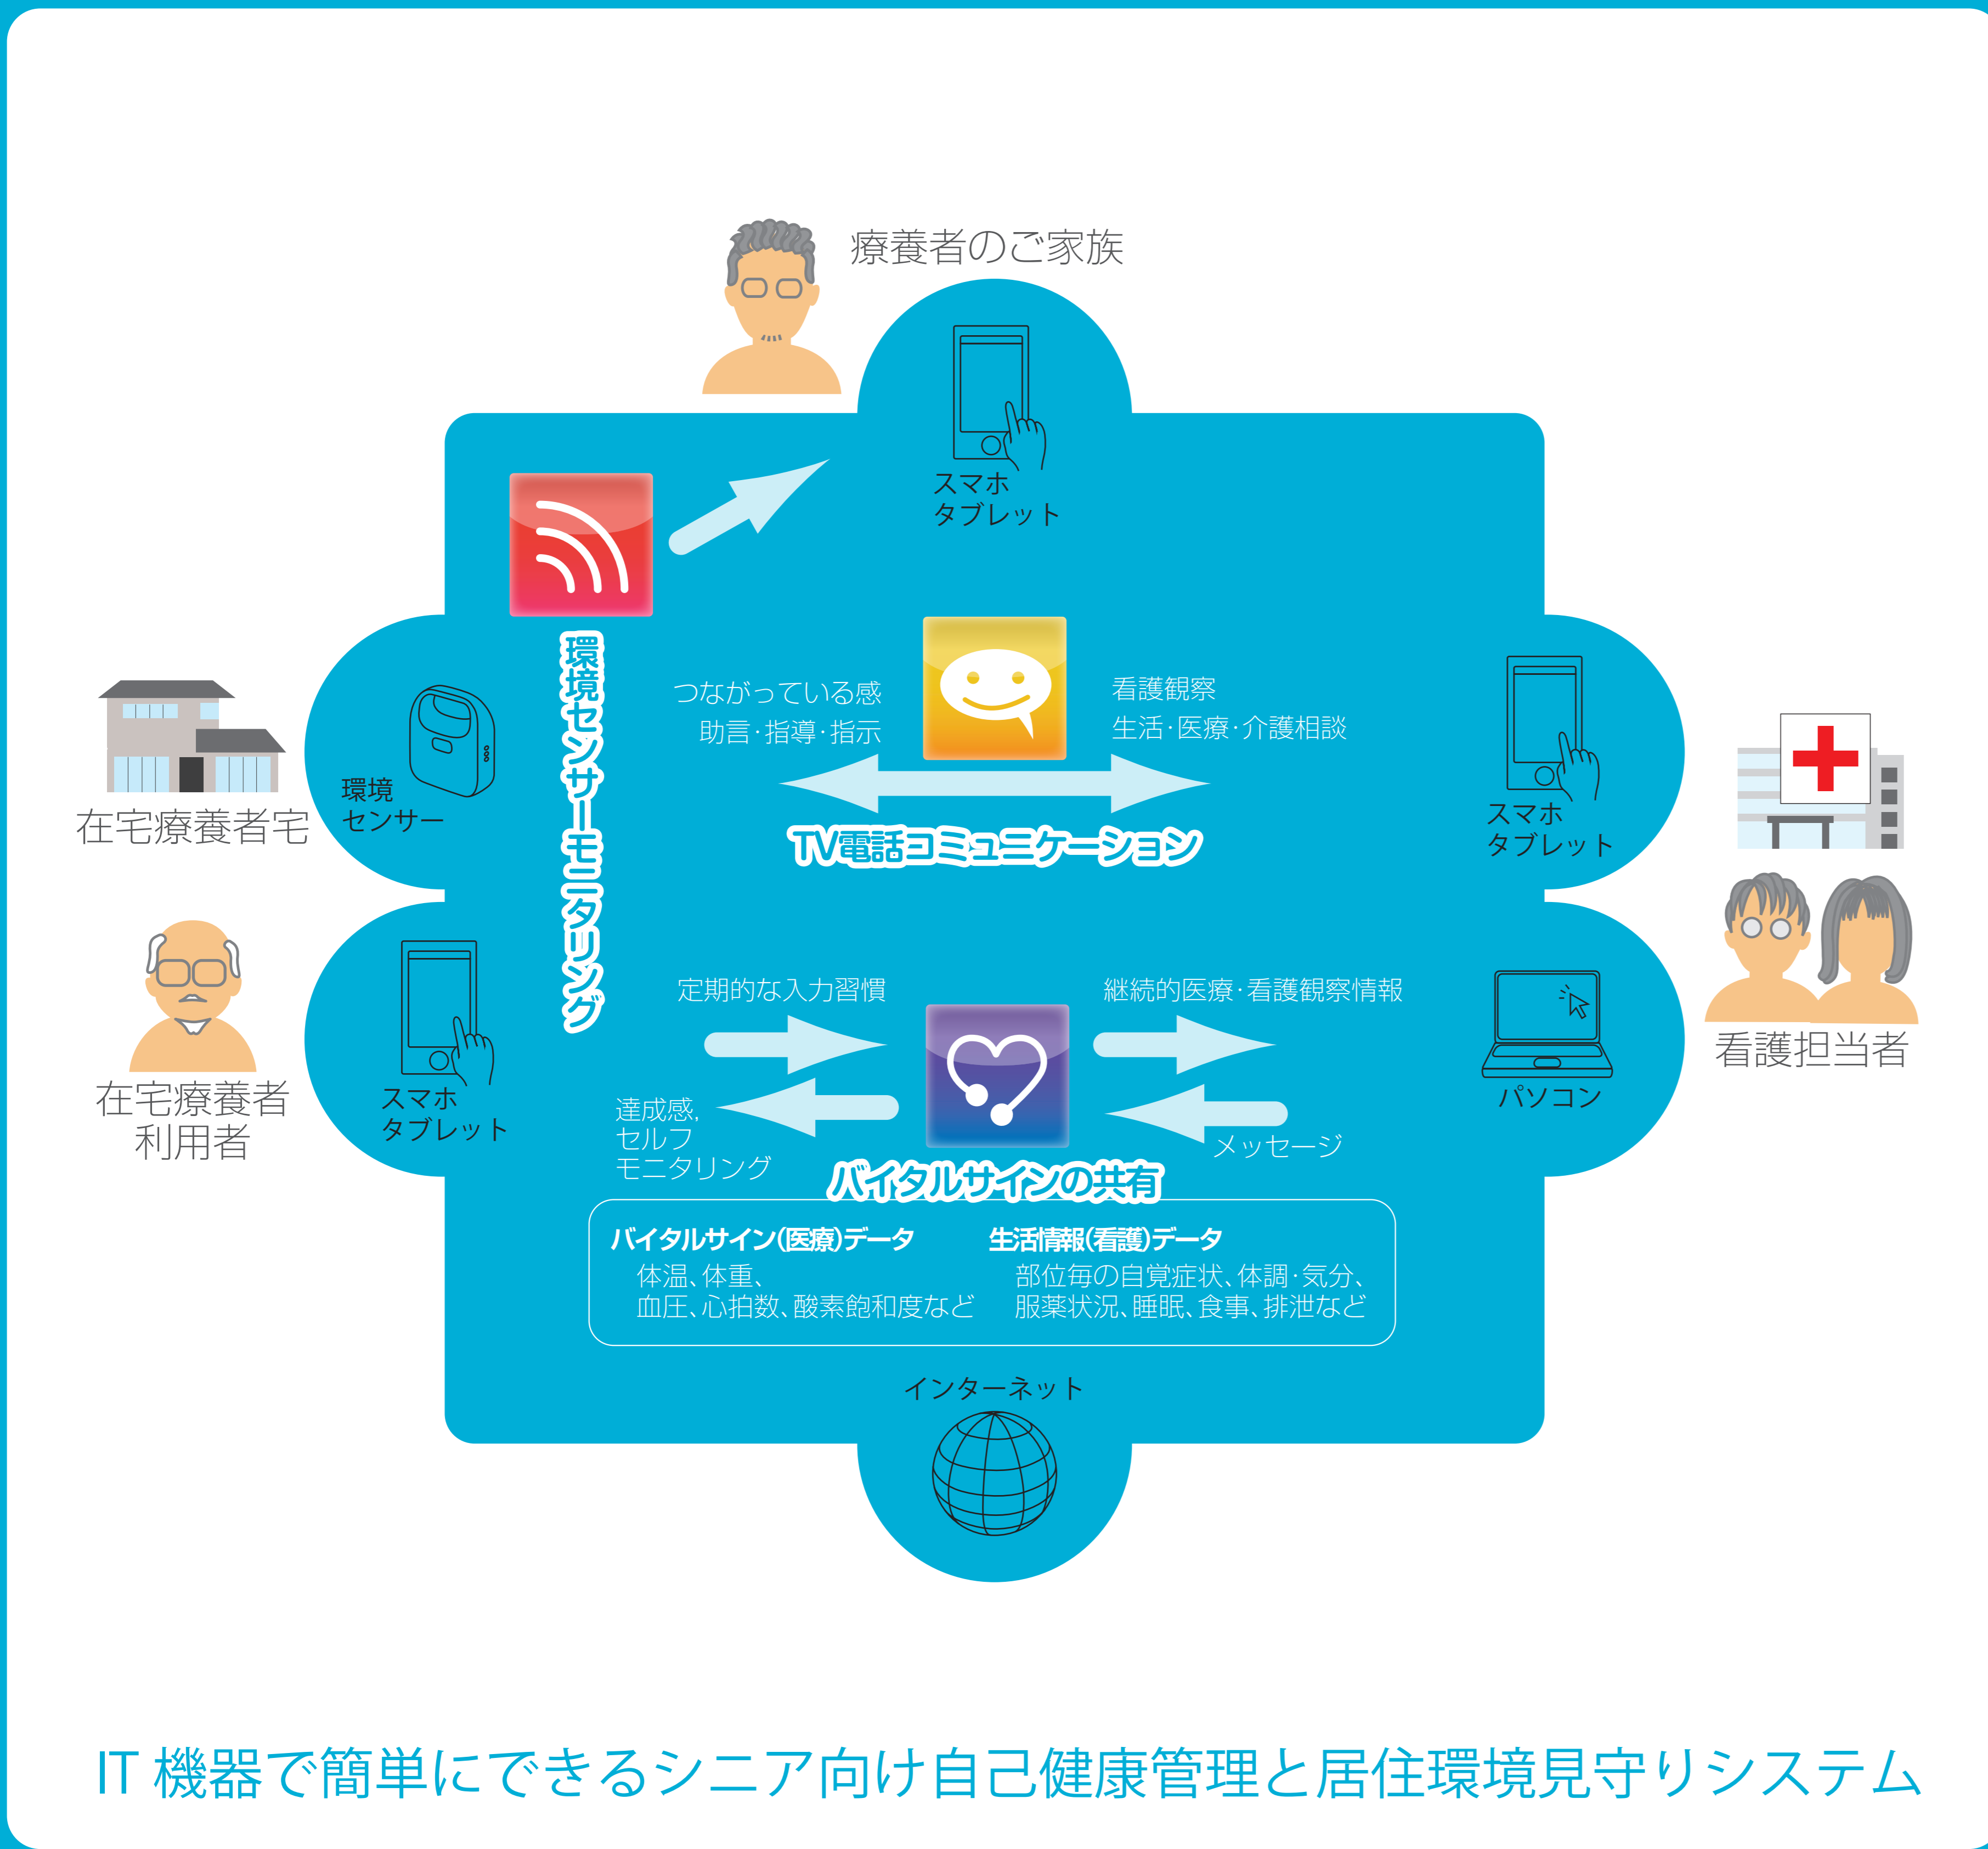 療養者のご家族
スマホ
タブレット
環境センサーモニタリング
つながっている感
助言・指導・指示
看護観察
生活・医療・介護相談
TV電話コミュニケーション
環境
センサー
在宅療養者宅
スマホ
タブレット
在宅療養者
利用者
スマホ
タブレット
定期的な入力習慣
継続的医療・看護観察情報
達成感,
セルフ
モニタリング
メッセージ
パソコン
看護担当者
バイタルサインの共有
バイタルサイン(医療)データ
体温、体重、
血圧、心拍数、酸素飽和度など
生活情報(看護)データ
部位毎の自覚症状、体調・気分、
服薬状況、睡眠、食事、排泄など
インターネット
IT 機器で簡単にできるシニア向け自己健康管理と居住環境見守りシステム